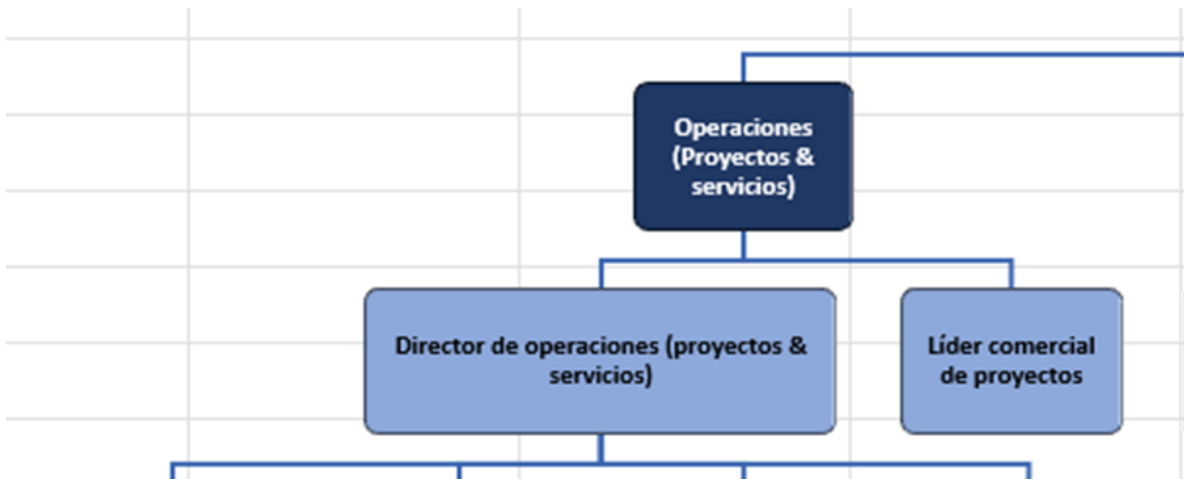 Operaciones
(Proyectos &
servicios)
Director de operaciones (proyectos &
servicios)
Líder comercial
de proyectos